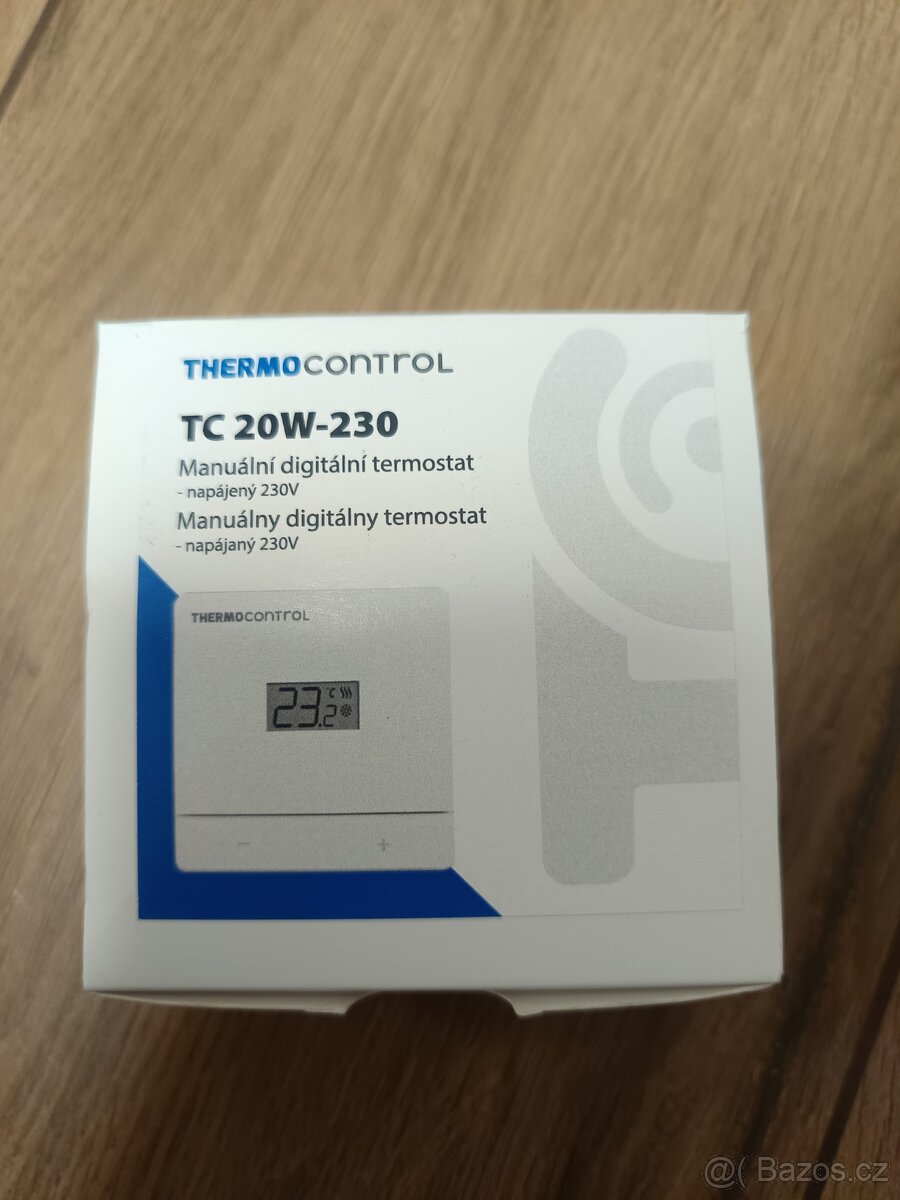 THERMOCONTROL
TC 20W-230
Manuální digitální termostat
- napájený 230V
Manuálny digitálny termostat
- napájaný 230V
THERMOCONTROL
23.2 °C
- +
@( Bazos.cz